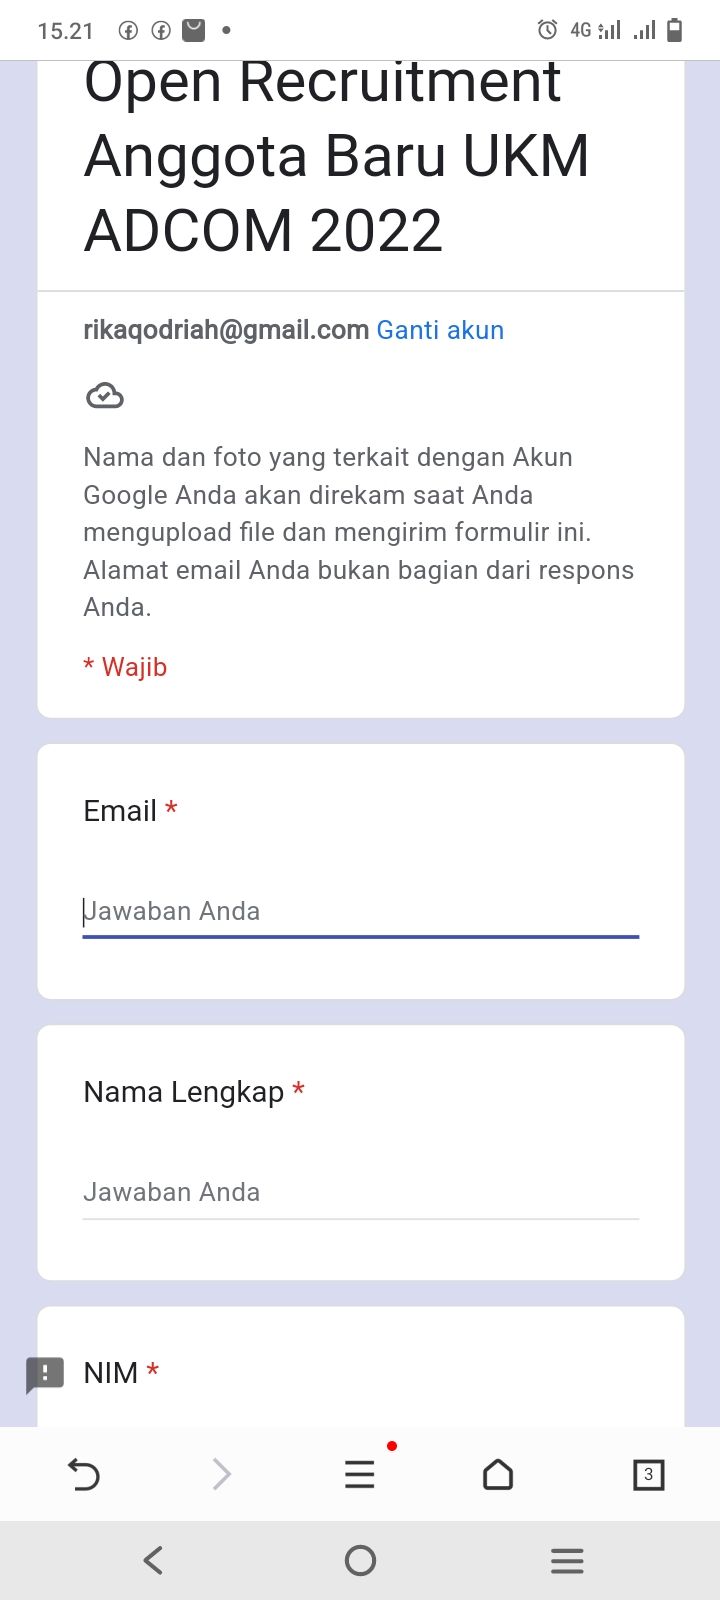 15.21
4G
Open Recruitment
Anggota Baru UKM
ADCOM 2022
rikaqodriah@gmail.com Ganti akun
Nama dan foto yang terkait dengan Akun
Google Anda akan direkam saat Anda
mengupload file dan mengirim formulir ini.
Alamat email Anda bukan bagian dari respons
Anda.
* Wajib
Email *
Jawaban Anda
Nama Lengkap *
Jawaban Anda
NIM *
3